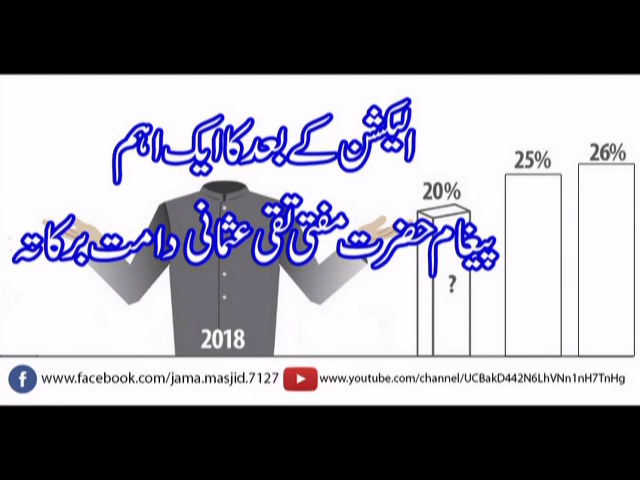 الیکشن کے بعد کا ایک اہم
پیغام حضرت مفتی تقی عثمانی دامت برکاتہ
20%
25%
26%
?
2018
www.facebook.com/jama.masjid.7127
www.youtube.com/channel/UCBakD442N6LhVNn1nH7TnHg